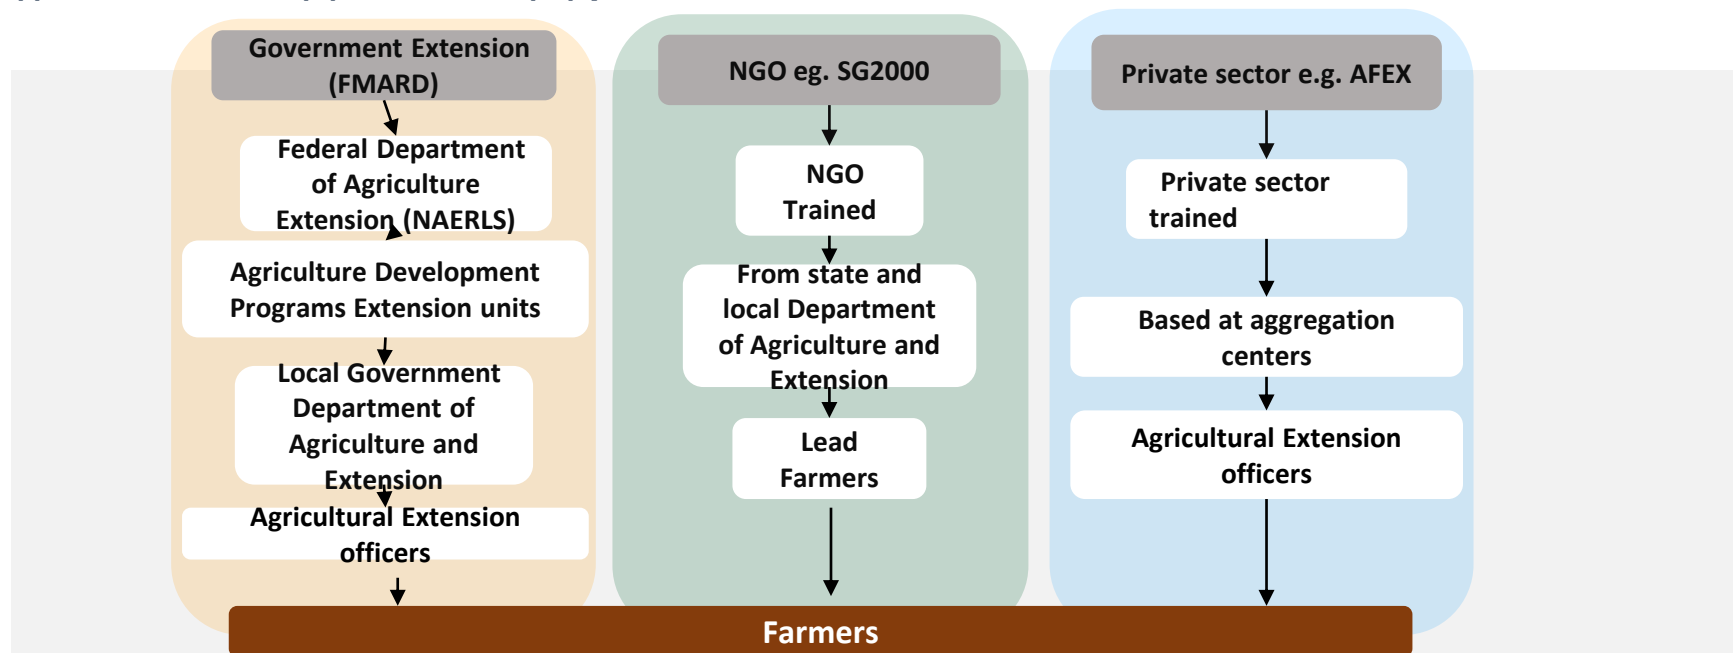 Government Extension
(FMARD)
Federal Department
of Agriculture
Extension (NAERLS)
Agriculture Development
Programs Extension units
Local Government
Department of
Agriculture and
Extension
Agricultural Extension
officers
NGO eg. SG2000
NGO
Trained
From state and
local Department
of Agriculture and
Extension
Lead
Farmers
Private sector e.g. AFEX
Private sector
trained
Based at aggregation
centers
Agricultural Extension
officers
Farmers